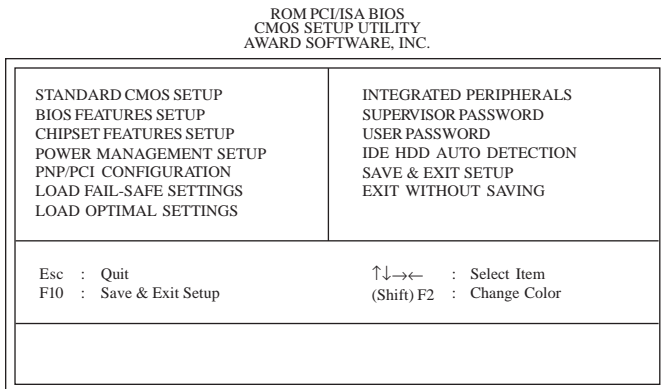 ROM PCI/ISA BIOS
CMOS SETUP UTILITY
AWARD SOFTWARE, INC.
STANDARD CMOS SETUP
BIOS FEATURES SETUP
CHIPSET FEATURES SETUP
POWER MANAGEMENT SETUP
PNP/PCI CONFIGURATION
LOAD FAIL-SAFE SETTINGS
LOAD OPTIMAL SETTINGS
INTEGRATED PERIPHERALS
SUPERVISOR PASSWORD
USER PASSWORD
IDE HDD AUTO DETECTION
SAVE & EXIT SETUP
EXIT WITHOUT SAVING
Esc : Quit
F10 : Save & Exit Setup
↑↓→← : Select Item
(Shift) F2 : Change Color